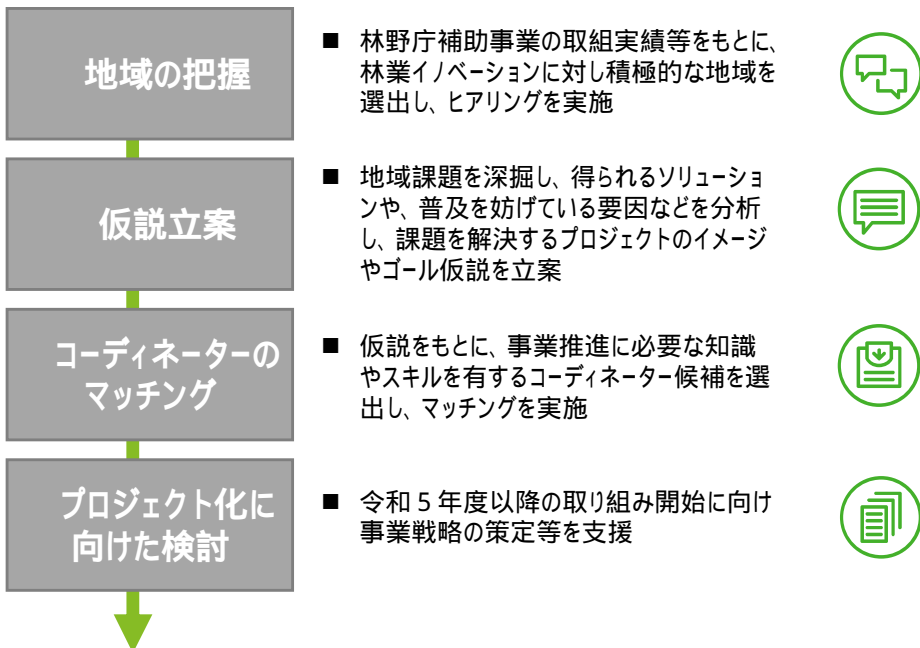 地域の把握
■ 林野庁補助事業の取組実績等をもとに、
林業イノベーションに対し積極的な地域を
選出し、ヒアリングを実施
仮説立案
■ 地域課題を深掘し、得られるソリューショ
ンや、普及を妨げている要因などを分析
し、課題を解決するプロジェクトのイメージ
やゴール仮説を立案
コーディネーターの
マッチング
■ 仮説をもとに、事業推進に必要な知識
やスキルを有するコーディネーター候補を選
出し、マッチングを実施
プロジェクト化に
向けた検討
■ 令和５年度以降の取り組み開始に向け
事業戦略の策定等を支援